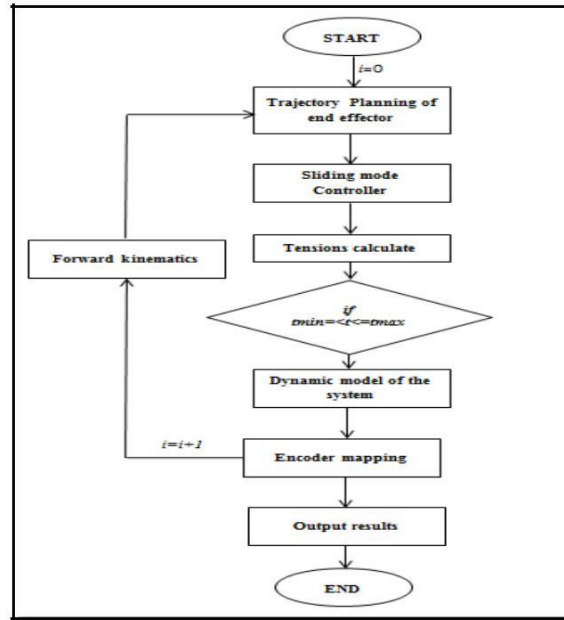 START
i=0
Trajectory Planning of
end effector
Sliding mode
Controller
Forward kinematics
Tensions calculate
if
tmin=<t<=tmax
Dynamic model of the
system
i=i+1
Encoder mapping
Output results
END